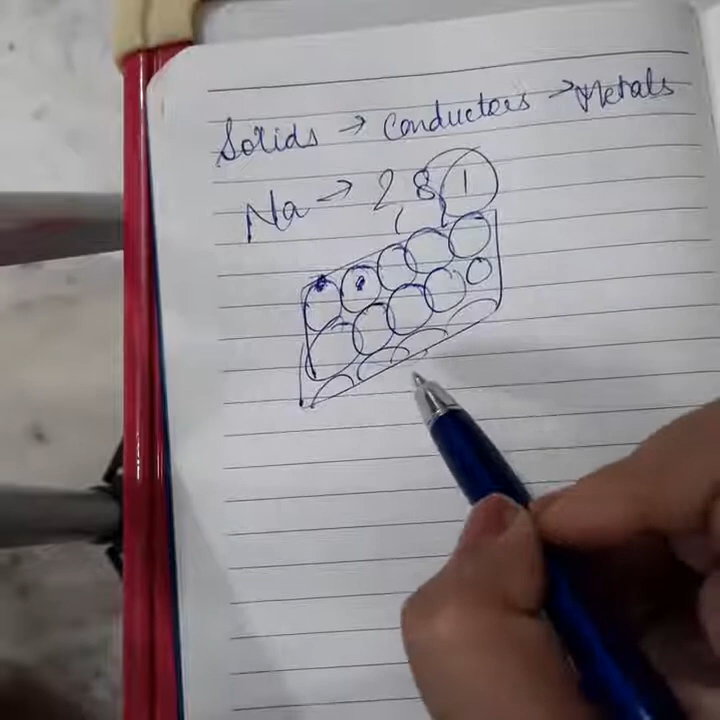 Solids → Conductors → Metals
Na → 2 8 1